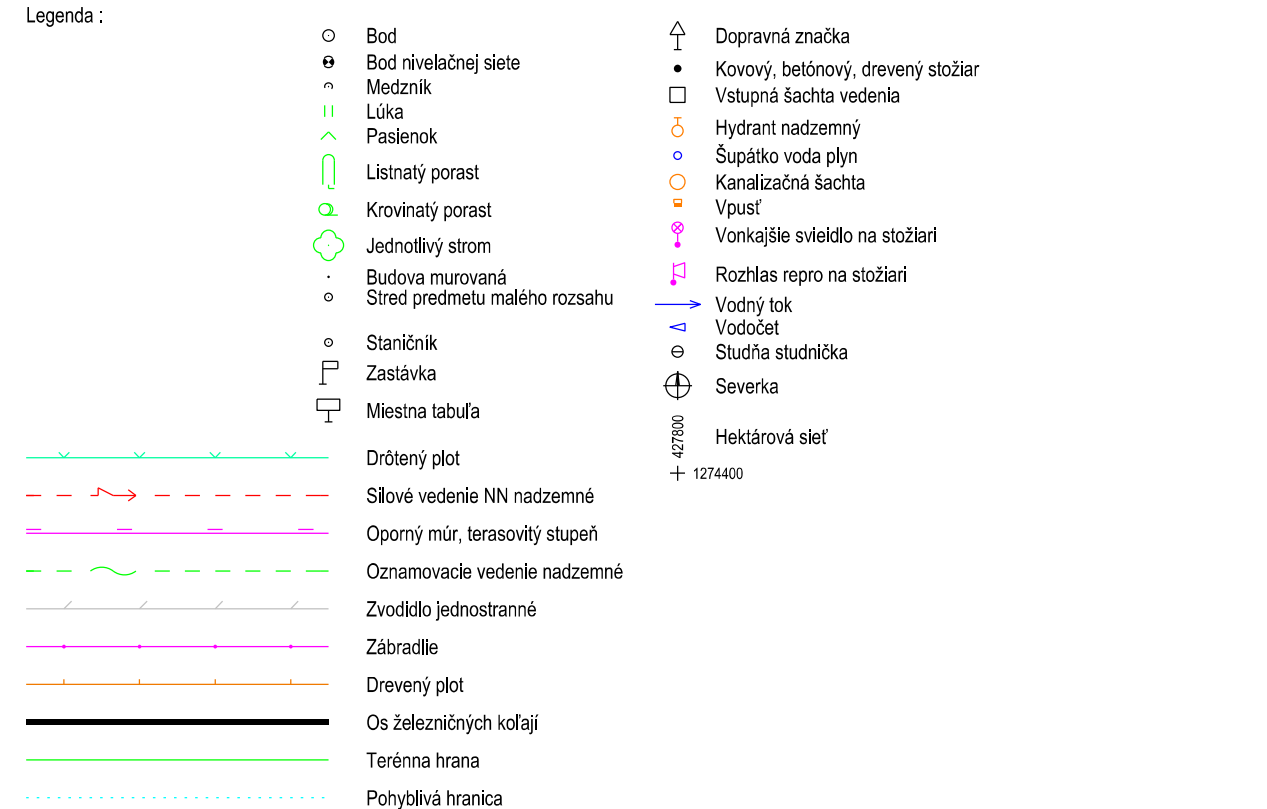 Legenda :
Bod
Bod nivelačnej siete
Medzník
Lúka
Pasienok
Listnatý porast
Krovinatý porast
Jednotlivý strom
Budova murovaná
Stred predmetu malého rozsahu
Staničník
Zastávka
Miestna tabuľa
Drôtený plot
Silové vedenie NN nadzemné
Oporný múr, terasovitý stupeň
Oznamovacie vedenie nadzemné
Zvodidlo jednostranné
Zábradlie
Drevený plot
Os železničných koľají
Terénna hrana
Pohyblivá hranica
Dopravná značka
Kovový, betónový, drevený stožiar
Vstupná šachta vedenia
Hydrant nadzemný
Šupátko voda plyn
Kanalizačná šachta
Vpusť
Vonkajšie svieidlo na stožiari
Rozhlas repro na stožiari
Vodný tok
Vodočet
Studňa studnička
Severka
427800
Hektárová sieť
1274400